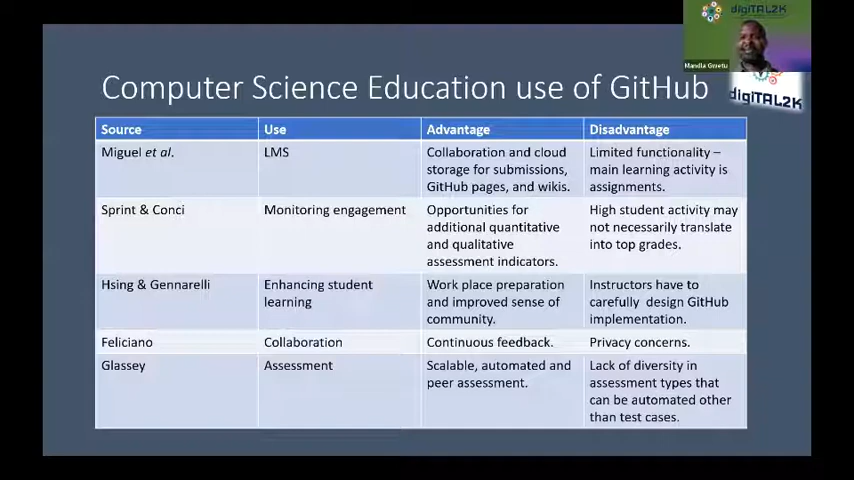 digiTAL2K
Mandla Gwetu
digiTAL2K
Computer Science Education use of GitHub
Source Use Advantage Disadvantage
Miguel et al. LMS Collaboration and cloud Limited functionality –
storage for submissions, main learning activity is
GitHub pages, and wikis. assignments.
Sprint & Conci Monitoring engagement Opportunities for High student activity may
additional quantitative not necessarily translate
and qualitative into top grades.
assessment indicators.
Hsing & Gennarelli Enhancing student Work place preparation Instructors have to
learning and improved sense of carefully design GitHub
community. implementation.
Feliciano Collaboration Continuous feedback. Privacy concerns.
Glassey Assessment Scalable, automated and Lack of diversity in
peer assessment. assessment types that
can be automated other
than test cases.